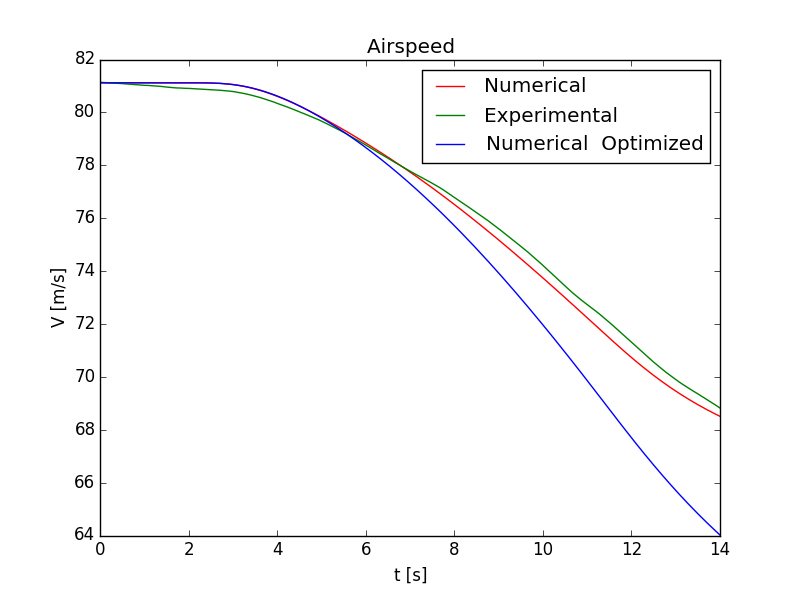 Airspeed
82
80
78
76
74
72
70
68
66
64
V [m/s]
Numerical
Experimental
Numerical Optimized
0 2 4 6 8 10 12 14
t [s]